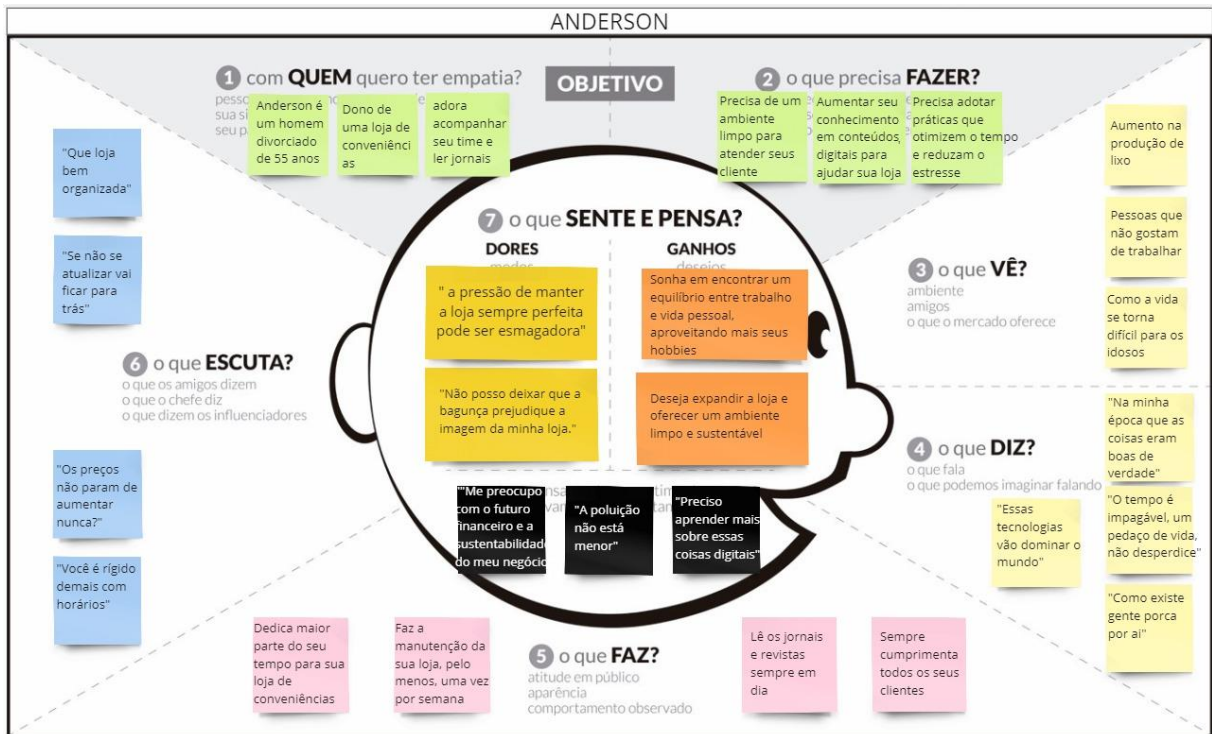 ANDERSON
1 com QUEM quero ter empatia?
Anderson é
um homem
divorciado
de 55 anos
Dono de
uma loja de
conveniênci
as
adora
acompanhar
seu time e
ler jornais
OBJETIVO
2 o que precisa FAZER?
Precisa de um
ambiente
limpo para
atender seus
cliente
Aumentar seu
conhecimento
em conteúdos
digitais para
ajudar sua loja
Precisa adotar
práticas que
otimizem o tempo
e reduzam o
estresse
Aumento na
produção de
lixo
Pessoas que
não gostam
de trabalhar
Como a vida
se torna
difícil para os
idosos
3 o que VÊ?
ambiente
amigos
o que o mercado oferece
"Na minha
época que as
coisas eram
boas de
verdade"
"O tempo é
impagável, um
pedaço de vida,
não desperdice"
"Como existe
gente porca
por ai"
"Essas
tecnologias
vão dominar o
mundo"
4 o que DIZ?
o que fala
o que podemos imaginar falando
5 o que FAZ?
atitude em público
aparência
comportamento observado
Dedica maior
parte do seu
tempo para sua
loja de
conveniências
Faz a
manutenção da
sua loja, pelo
menos, uma vez
por semana
Lê os jornais
e revistas
sempre em
dia
Sempre
cumprimenta
todos os seus
clientes
6 o que ESCUTA?
o que os amigos dizem
o que o chefe diz
o que dizem os influenciadores
"Que loja
bem
organizada"
"Se não se
atualizar vai
ficar para
trás"
"Os preços
não param de
aumentar
nunca?"
"Você é rígido
demais com
horários"
7 o que SENTE E PENSA?
DORES
" a pressão de manter
a loja sempre perfeita
pode ser esmagadora"
"Não posso deixar que a
bagunça prejudique a
imagem da minha loja."
GANHOS
Sonha em encontrar um
equilíbrio entre trabalho
e vida pessoal,
aproveitando mais seus
hobbies
Deseja expandir a loja e
oferecer um ambiente
limpo e sustentável
"Me preocupo
com o futuro
financeiro e a
sustentabilidade
do meu negócio
"A poluição
não está
menor"
"Preciso
aprender mais
sobre essas
coisas digitais"